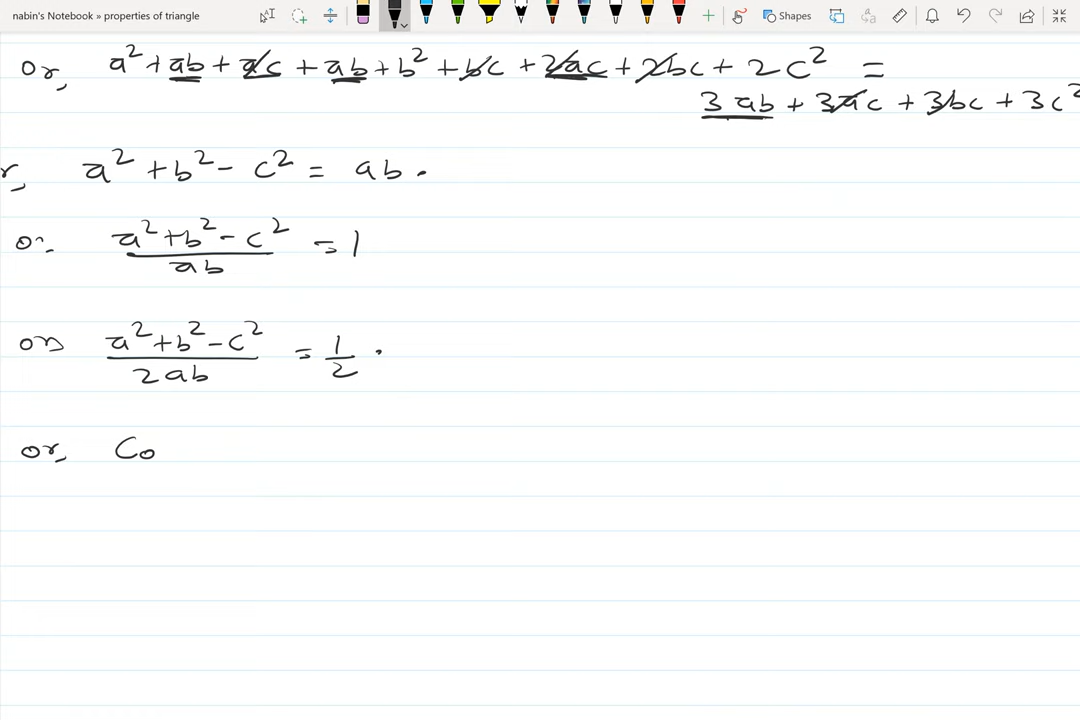 nabin's Notebook » properties of triangle
Shapes
Or, a² + ab + ac + ab + b² + bc + 2ac + 2bc + 2c² =
3ab + 3ac + 3bc + 3c²
r, a² + b² - c² = ab.
or. (a² + b² - c²)/ab = 1
or (a² + b² - c²)/2ab = 1/2.
or, Co